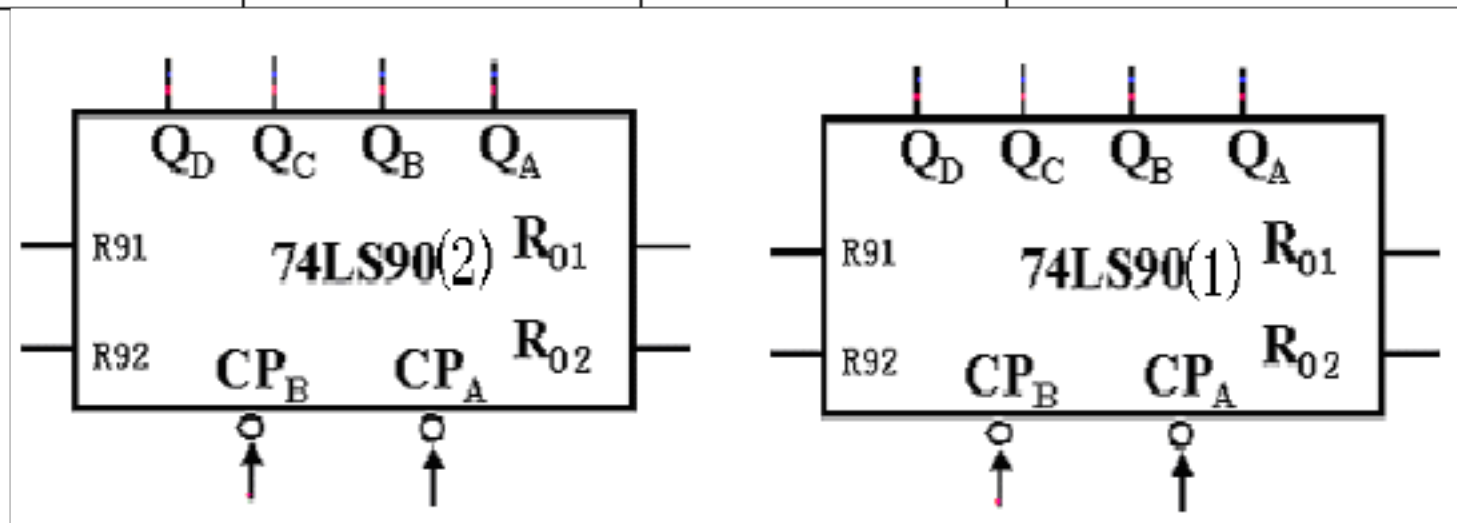 QD QC QB QA
R91 74LS90(2) R01
R92 CPB CPA R02
QD QC QB QA
R91 74LS90(1) R01
R92 CPB CPA R02